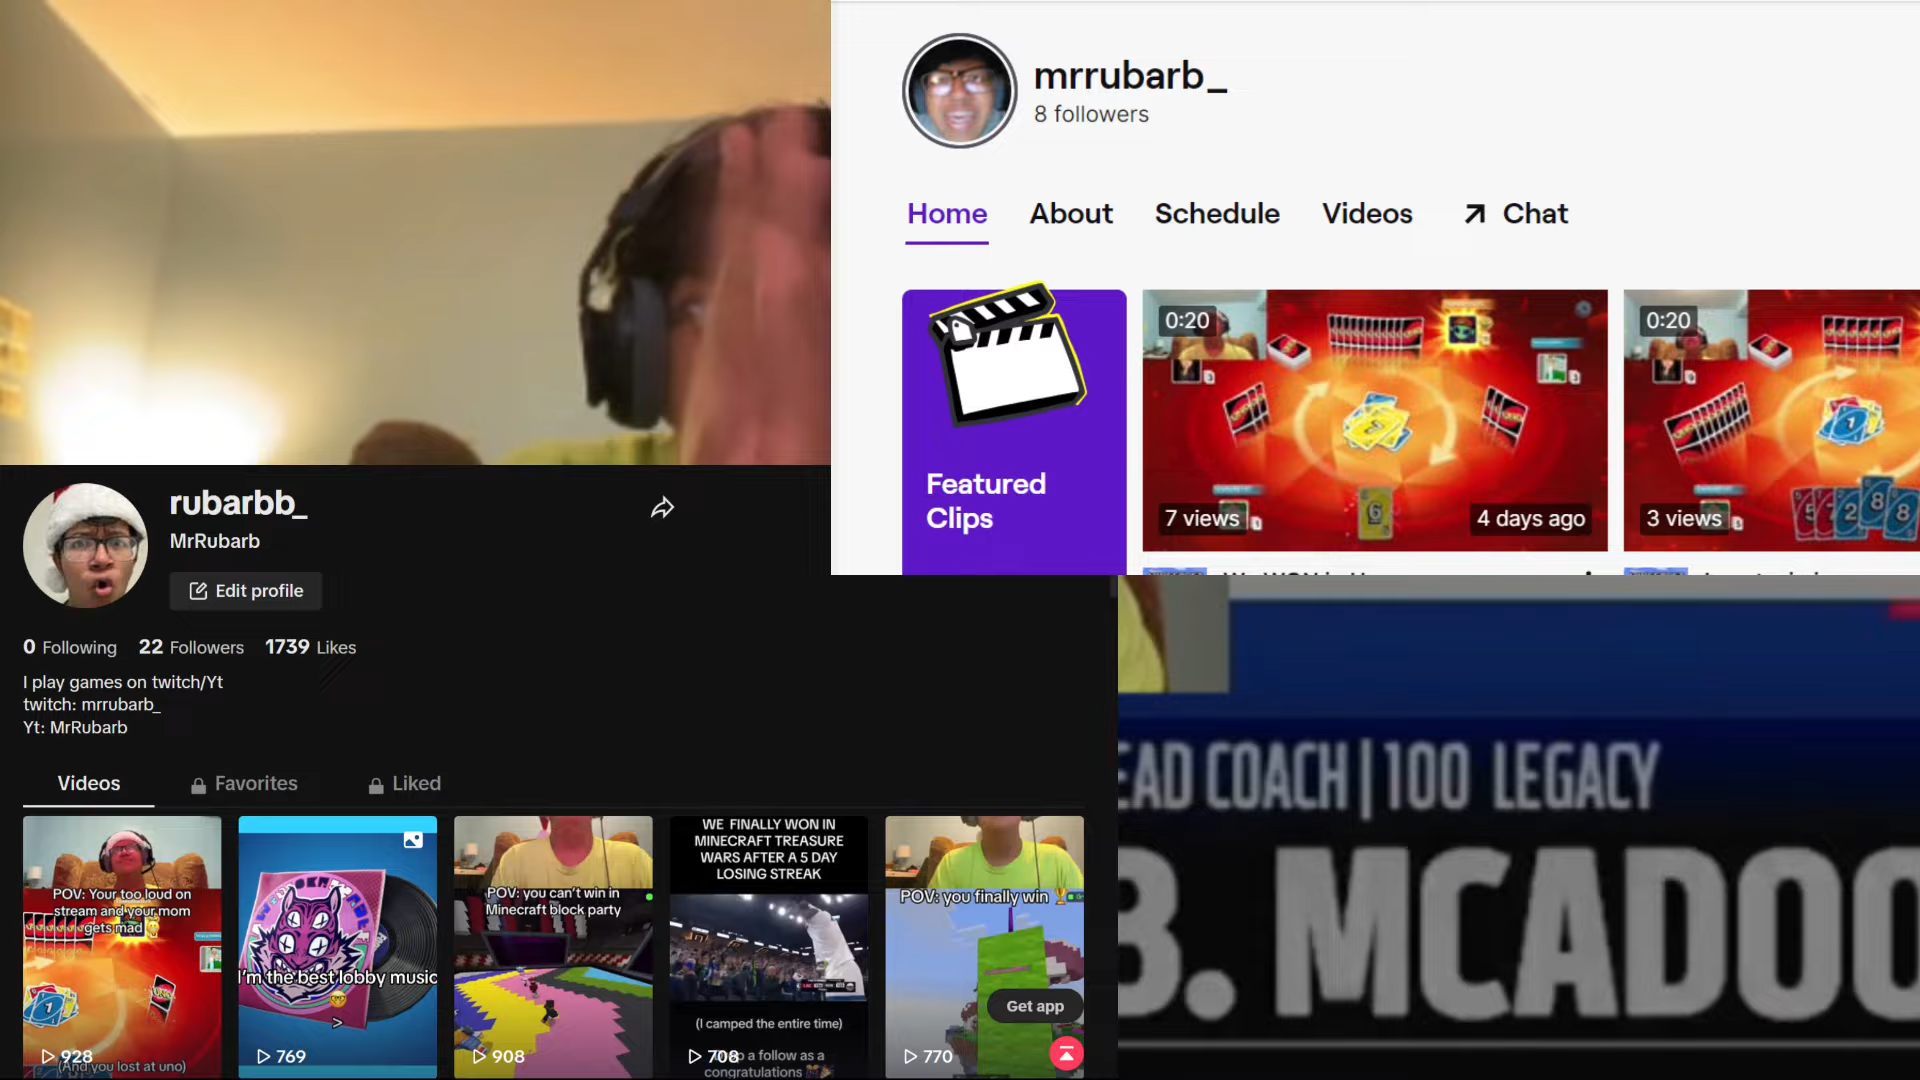 mrrubarb_
8 followers
Home
About
Schedule
Videos
Chat
Featured
Clips
0:20
7 views
4 days ago
0:20
3 views
rubarbb_
MrRubarb
Edit profile
0 Following 22 Followers 1739 Likes
I play games on twitch/Yt
twitch: mrrubarb_
Yt: MrRubarb
Videos
Favorites
Liked
POV: Your too loud on
stream and your mom
gets mad
928
(And you lost at uno)
I'm the best lobby music
>
769
POV: you can't win in
Minecraft block party
908
WE FINALLY WON IN
MINECRAFT TREASURE
WARS AFTER A 5 DAY
LOSING STREAK
(I camped the entire time)
708
a follow as a
congratulations
POV: you finally win
770
Get app
EAD COACH|100 LEGACY
B. MCADOO